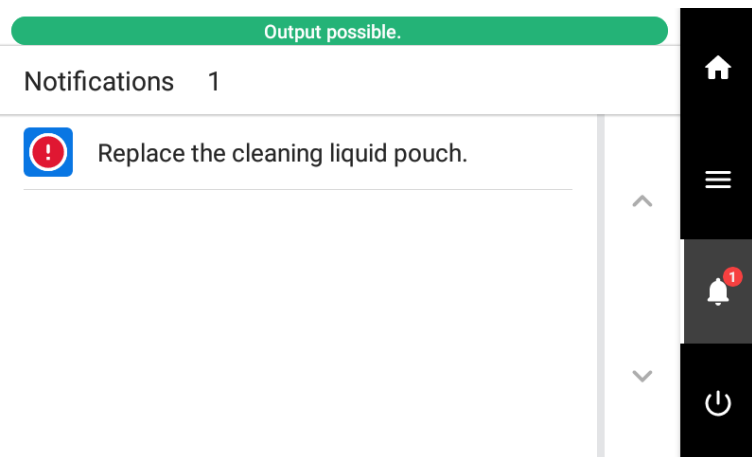 Output possible.
Notifications 1
Replace the cleaning liquid pouch.
1